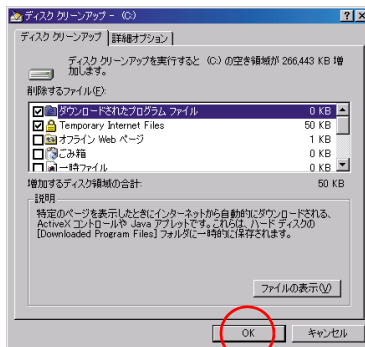 ディスク クリーンアップ - (C:)
ディスク クリーンアップ 詳細オプション
ディスク クリーンアップを実行すると (C:) の空き領域が 266,443 KB 増
加します。
削除するファイル(F):
ダウンロードされたプログラム ファイル 0 KB
Temporary Internet Files 50 KB
オフライン Web ページ 1 KB
ごみ箱 0 KB
一時ファイル 0 KB
増加するディスク領域の合計: 50 KB
説明
特定のページを表示したときにインターネットから自動的にダウンロードされる、
ActiveX コントロールや Java アプレットです。これらは、ハード ディスクの
[Downloaded Program Files] フォルダに一時的に保存されます。
ファイルの表示(V)
OK キャンセル